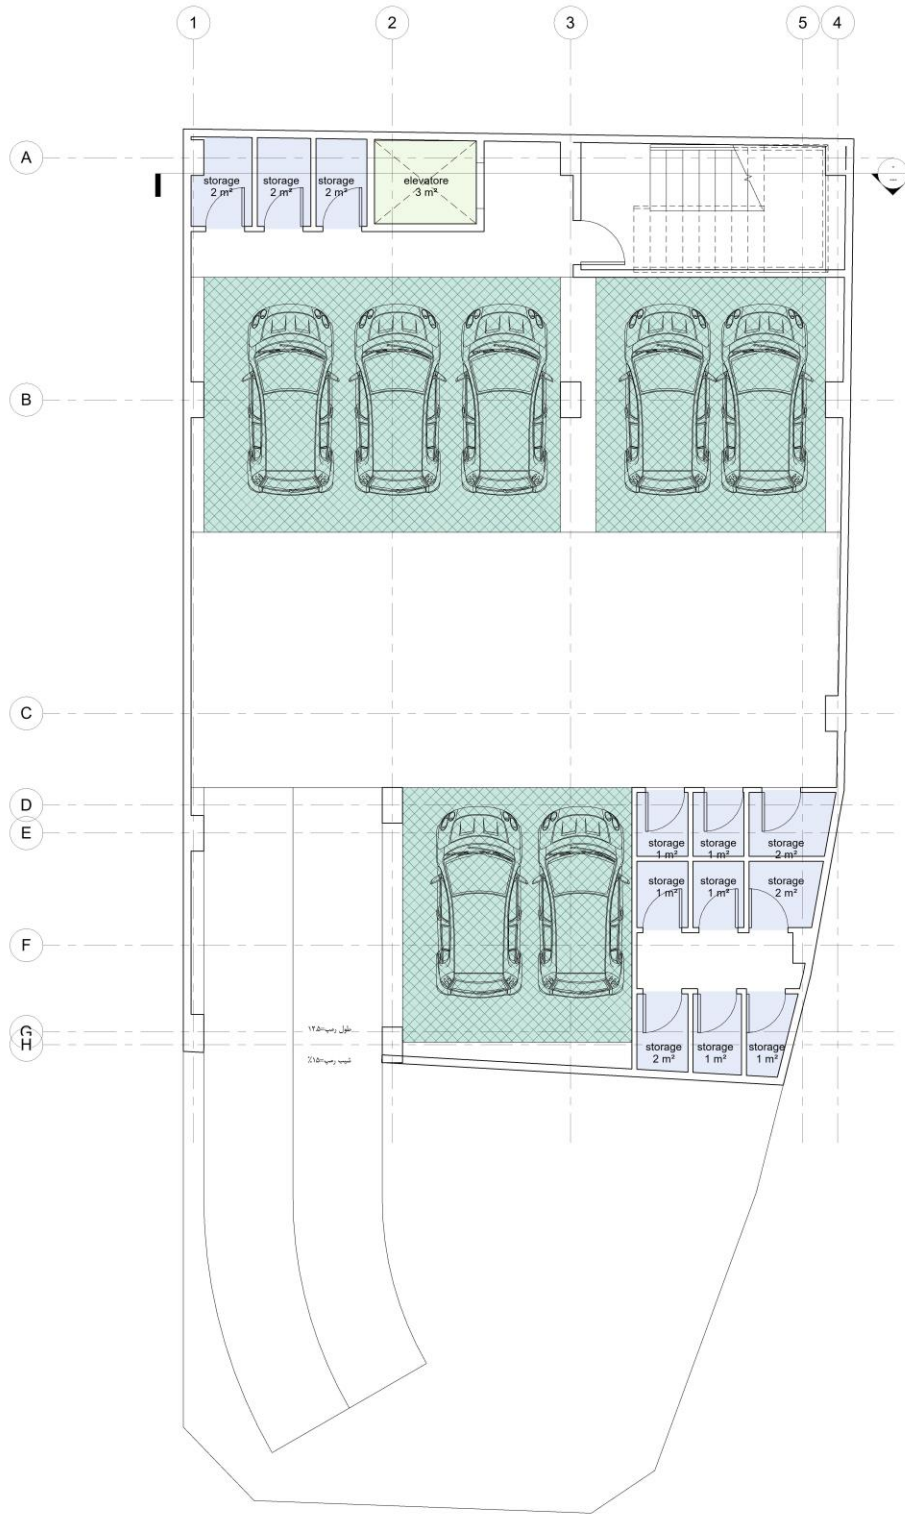 1
2
3
5
4
A
storage
2 m²
storage
2 m²
storage
2 m²
elevatore
3 m²
B
C
D
E
storage
1 m²
storage
1 m²
storage
2 m²
storage
1 m²
storage
1 m²
storage
2 m²
F
G
طول رمپ=۱۲.۵
H
شیب رمپ=۱۵٪
storage
2 m²
storage
1 m²
storage
1 m²